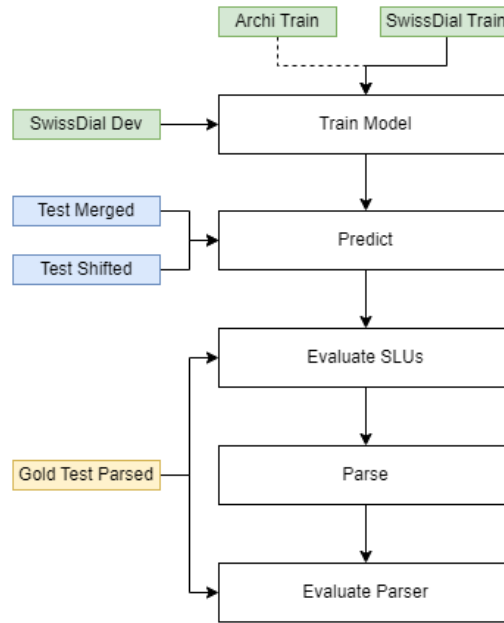 Archi Train
SwissDial Train
SwissDial Dev
Train Model
Test Merged
Predict
Test Shifted
Evaluate SLUs
Gold Test Parsed
Parse
Evaluate Parser